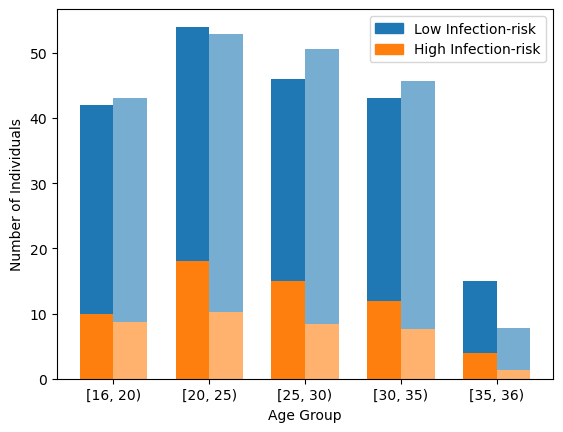 Low Infection-risk
High Infection-risk
50
40
30
20
10
0
Number of Individuals
[16, 20)
[20, 25)
[25, 30)
[30, 35)
[35, 36)
Age Group